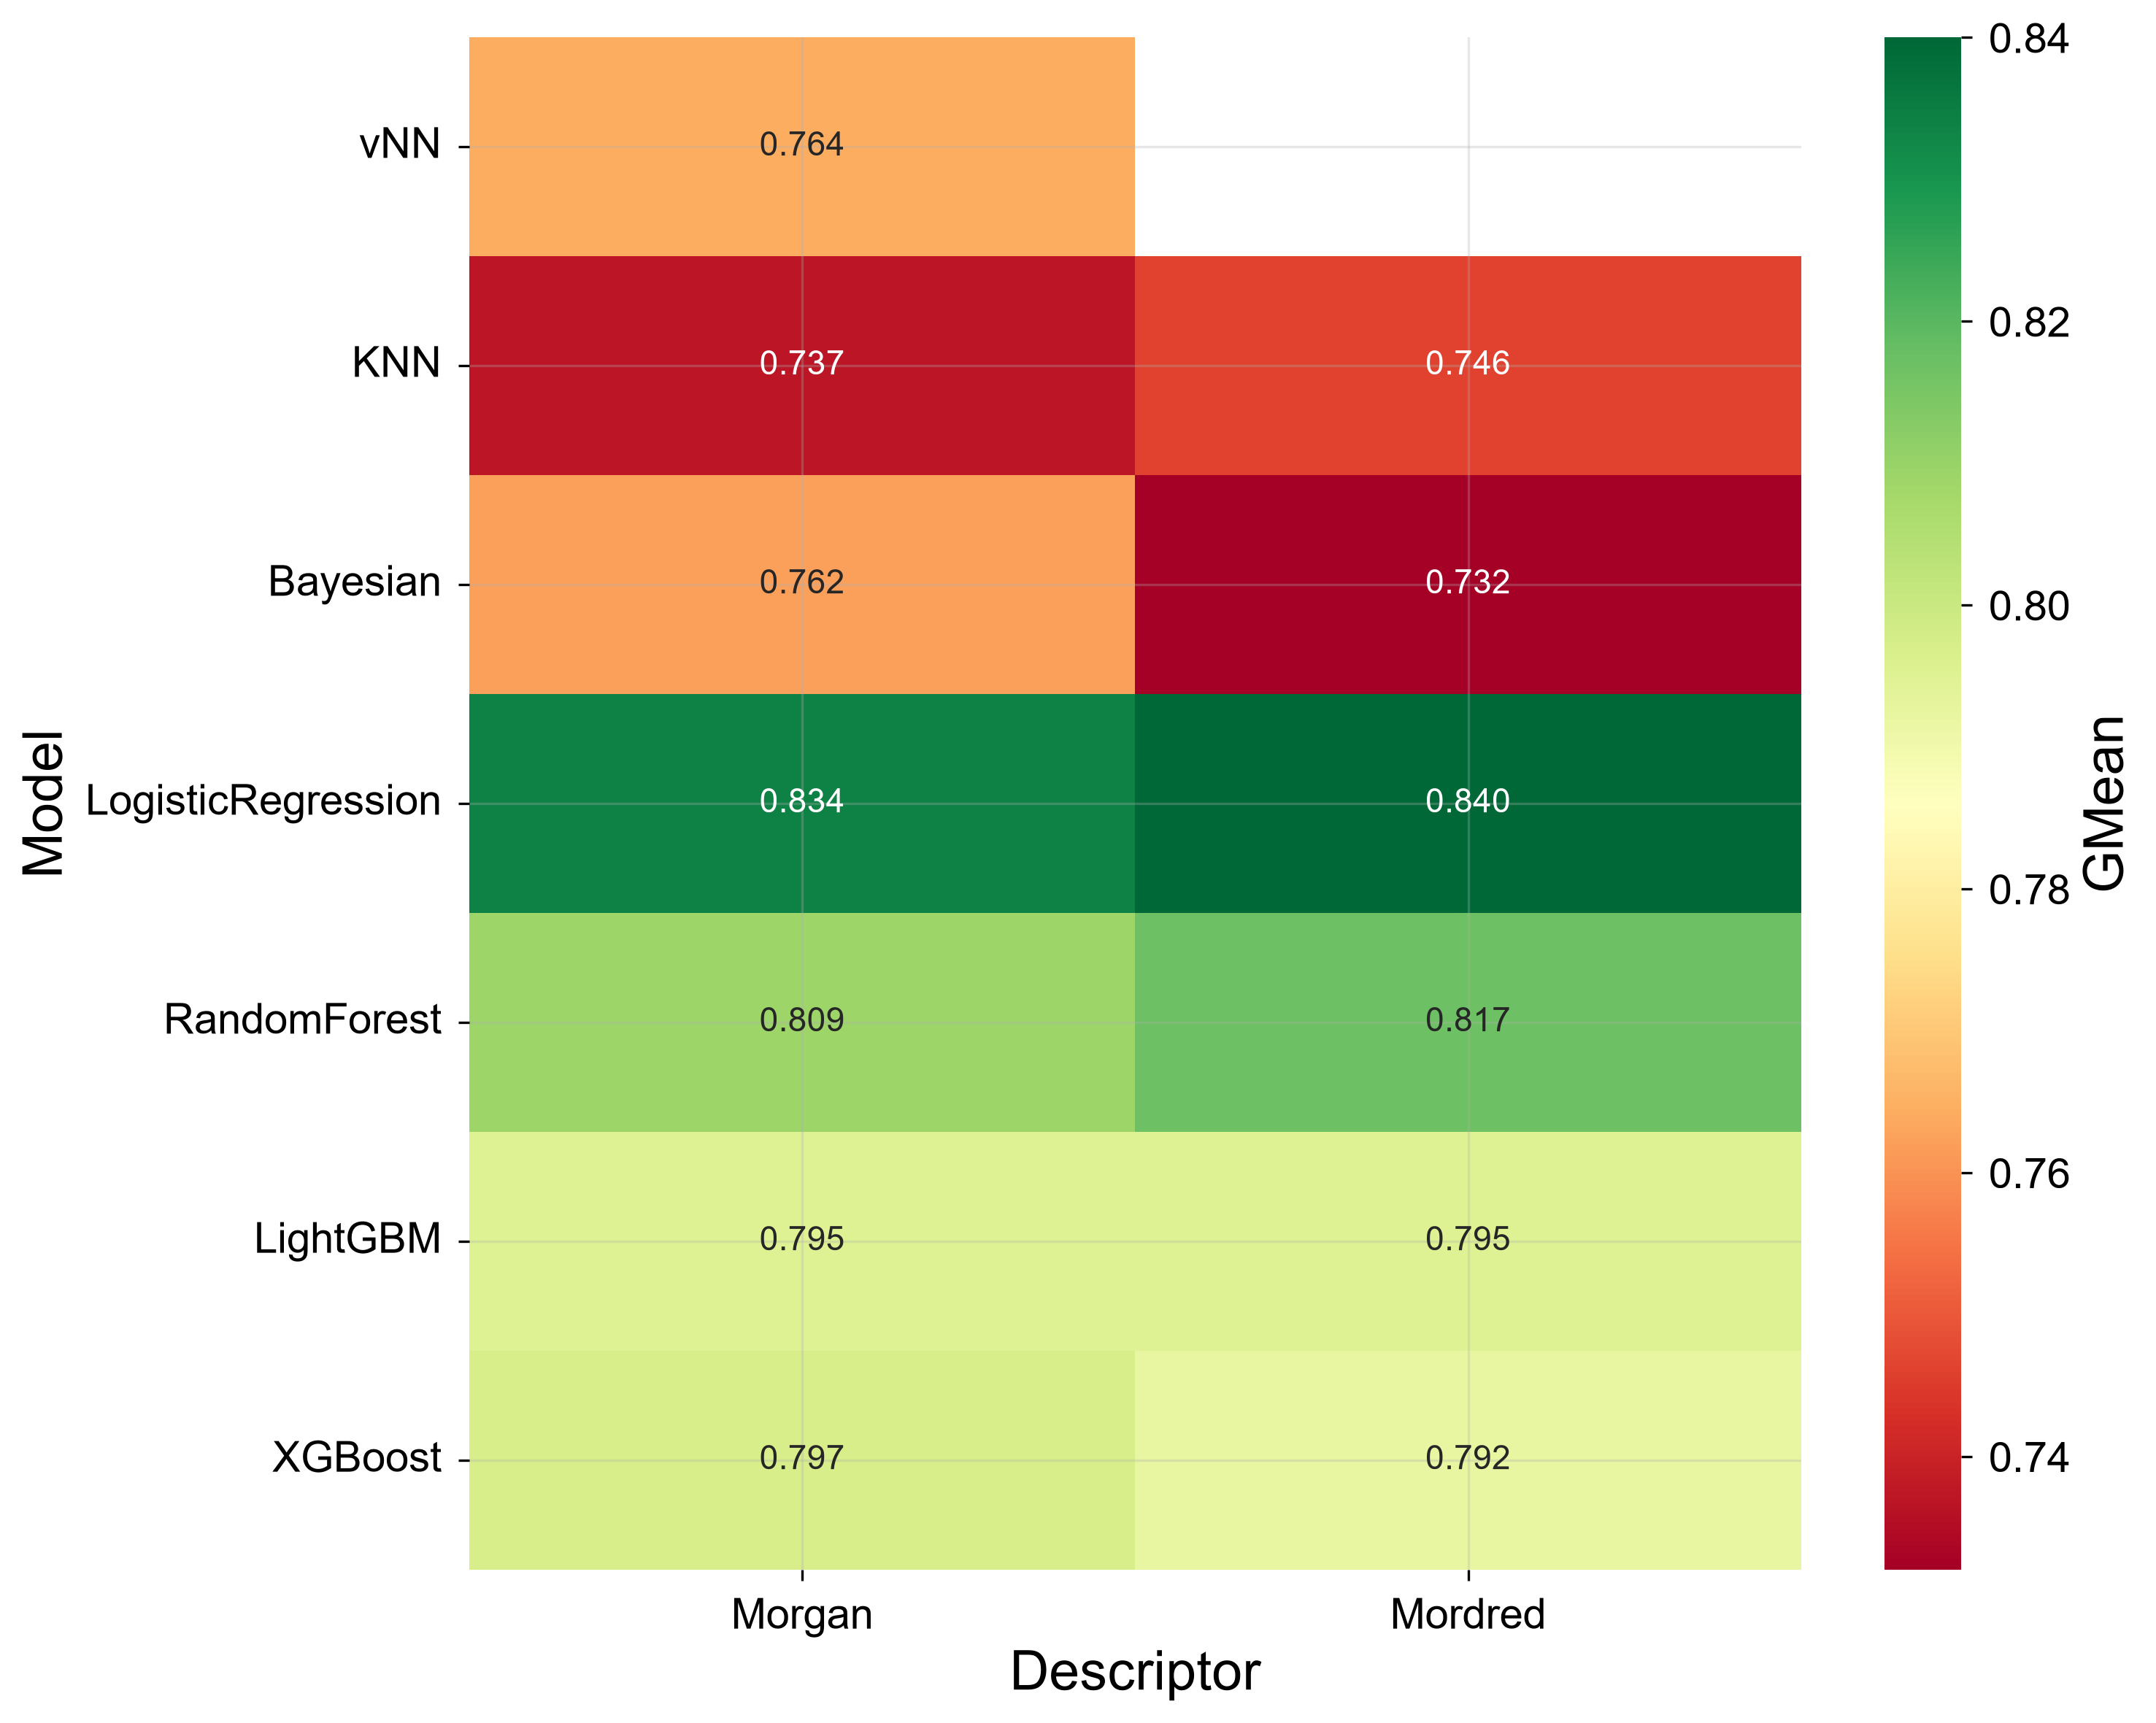 vNN
0.764
KNN
0.737
0.746
Bayesian
0.762
0.732
LogisticRegression
0.834
0.840
RandomForest
0.809
0.817
LightGBM
0.795
0.795
XGBoost
0.797
0.792
Model
Morgan
Mordred
Descriptor
0.84
0.82
0.80
0.78
0.76
0.74
GMean